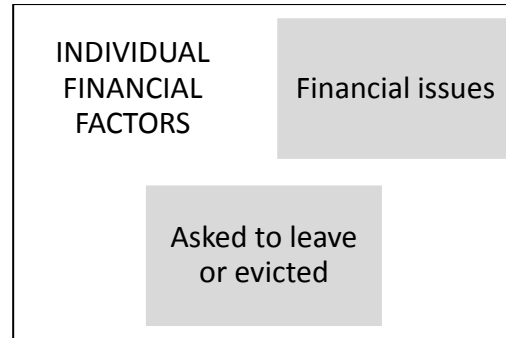 INDIVIDUAL
FINANCIAL
FACTORS
Financial issues
Asked to leave
or evicted